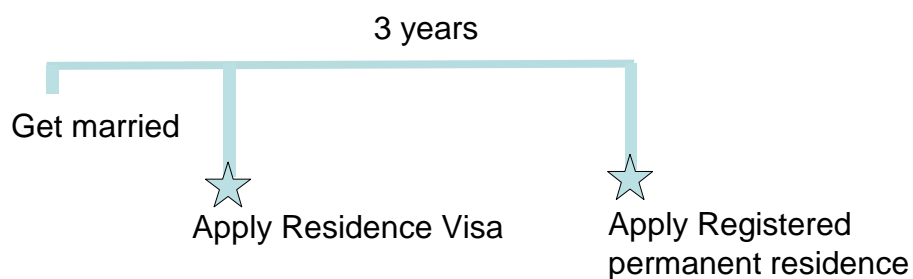 3 years
Get married
Apply Residence Visa
Apply Registered
permanent residence